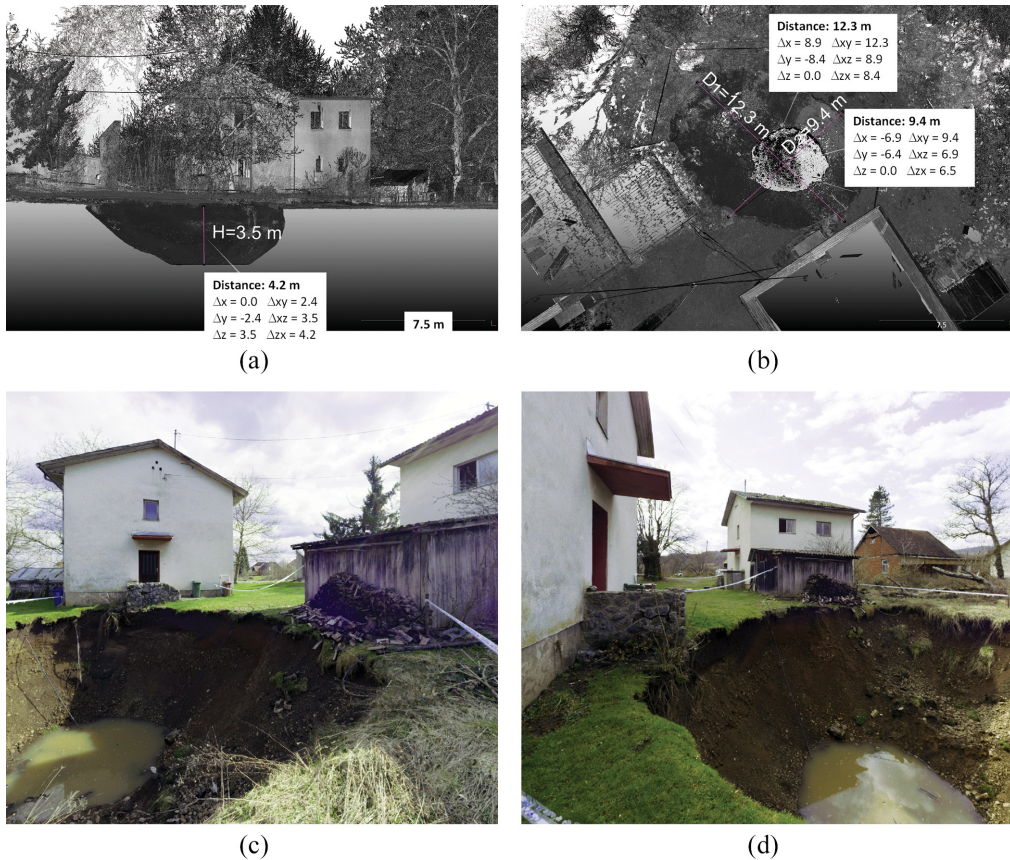 H=3.5 m
Distance: 4.2 m
Δx = 0.0 Δxy = 2.4
Δy = -2.4 Δxz = 3.5
Δz = 3.5 Δzx = 4.2
7.5 m
(a)
Distance: 12.3 m
Δx = 8.9 Δxy = 12.3
Δy = -8.4 Δxz = 8.9
Δz = 0.0 Δzx = 8.4
D1=12.3 m
D2=9.4 m
Distance: 9.4 m
Δx = -6.9 Δxy = 9.4
Δy = -6.4 Δxz = 6.9
Δz = 0.0 Δzx = 6.5
7.5
(b)
(c)
(d)